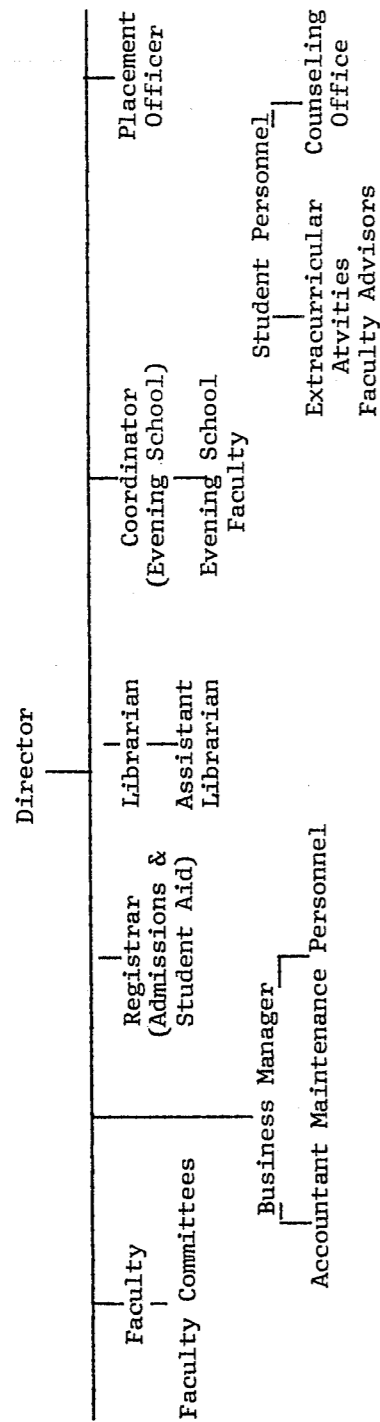 Director
Faculty
Faculty Committees
Registrar
(Admissions &
Student Aid)
Librarian
Assistant
Librarian
Coordinator
(Evening School)
Evening School
Faculty
Placement
Officer
Business Manager
Accountant Maintenance Personnel
Student Personnel
Extracurricular
Atvities
Faculty Advisors
Counseling
Office